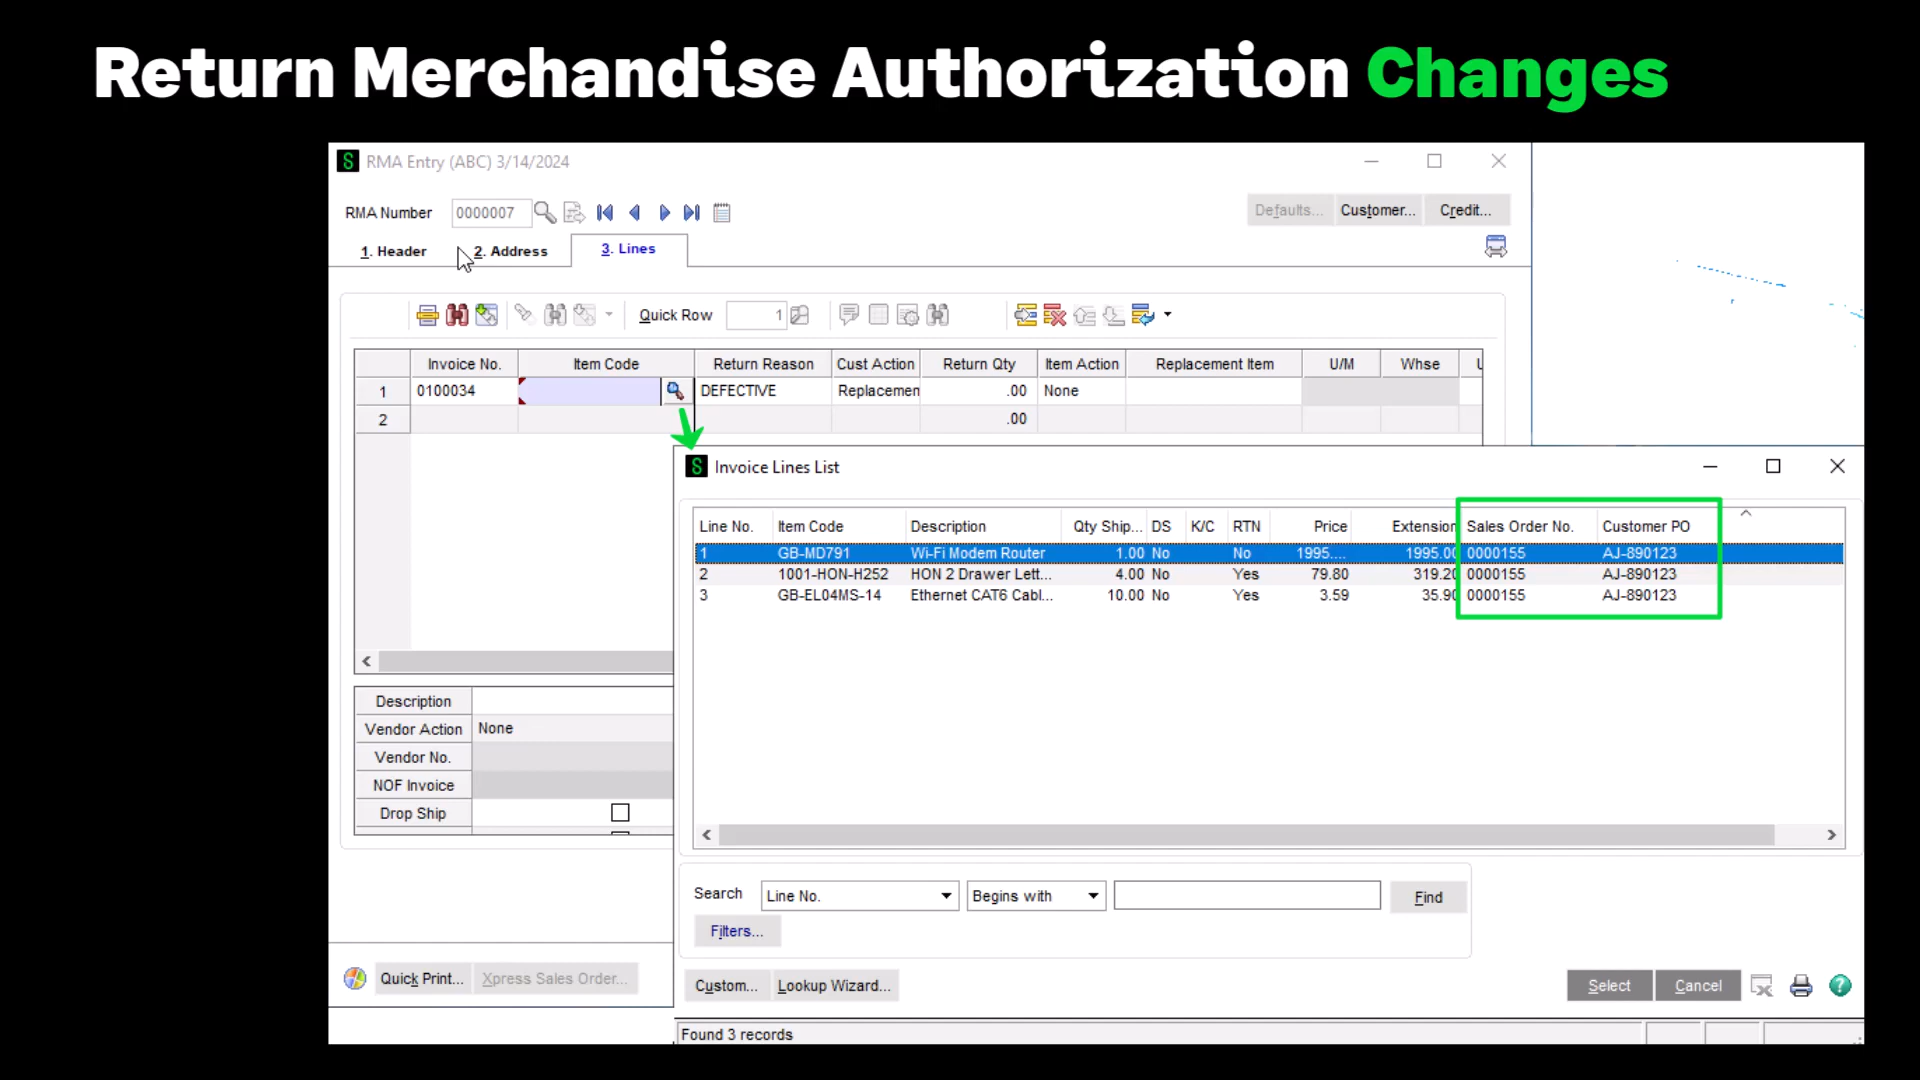 Return Merchandise Authorization Changes
RMA Entry (ABC) 3/14/2024
RMA Number 0000007 Defaults... Customer... Credit...
1. Header 2. Address 3. Lines
Quick Row 1
Invoice No. Item Code Return Reason Cust Action Return Qty Item Action Replacement Item U/M Whse
1 0100034 DEFECTIVE Replacemen .00 None
2 .00
Invoice Lines List
Line No. Item Code Description Qty Ship... DS K/C RTN Price Extension Sales Order No. Customer PO
1 GB-MD791 Wi-Fi Modem Router 1.00 No No 1995.... 1995.00 0000155 AJ-890123
2 1001-HON-H252 HON 2 Drawer Lett... 4.00 No Yes 79.80 319.20 0000155 AJ-890123
3 GB-EL04MS-14 Ethernet CAT6 Cabl... 10.00 No Yes 3.59 35.90 0000155 AJ-890123
Description
Vendor Action None
Vendor No.
NOF Invoice
Drop Ship
Search Line No. Begins with Find
Filters...
Quick Print... Xpress Sales Order...
Custom... Lookup Wizard... Select Cancel
Found 3 records